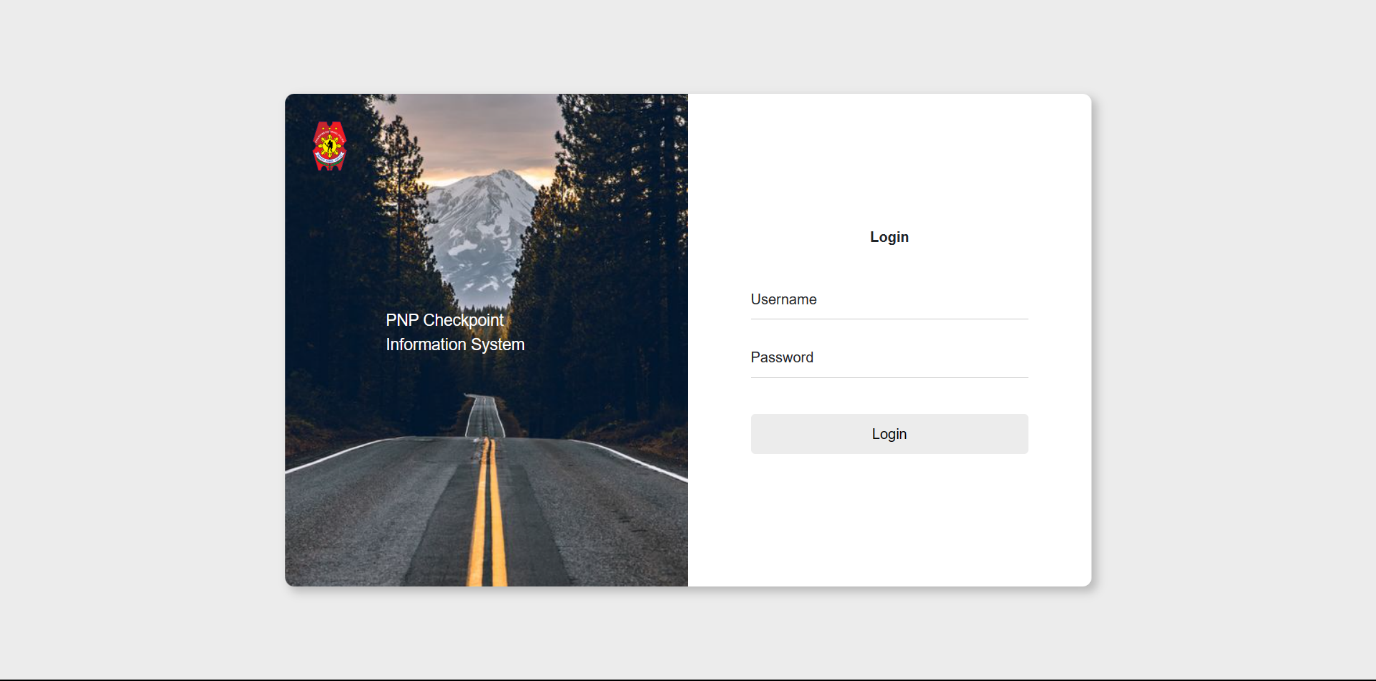 PNP Checkpoint
Information System
Login
Username
Password
Login